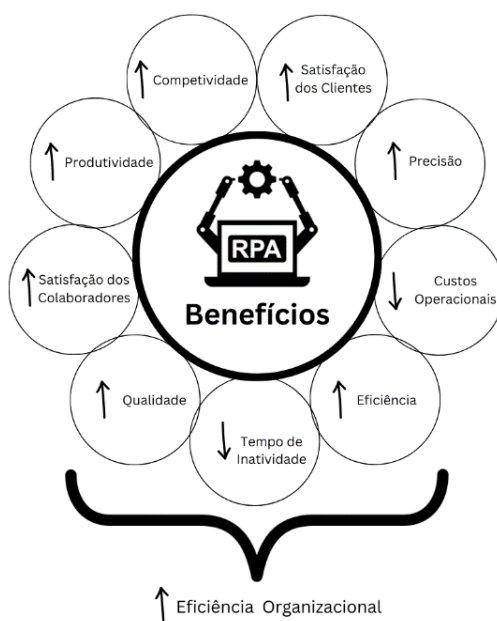 ↑ Competividade
↑ Satisfação
dos Clientes
↑ Produtividade
↑ Precisão
RPA
Benefícios
↑ Satisfação dos
Colaboradores
↓ Custos
Operacionais
↑ Qualidade
↑ Eficiência
↓ Tempo de
Inatividade
↑ Eficiência Organizacional